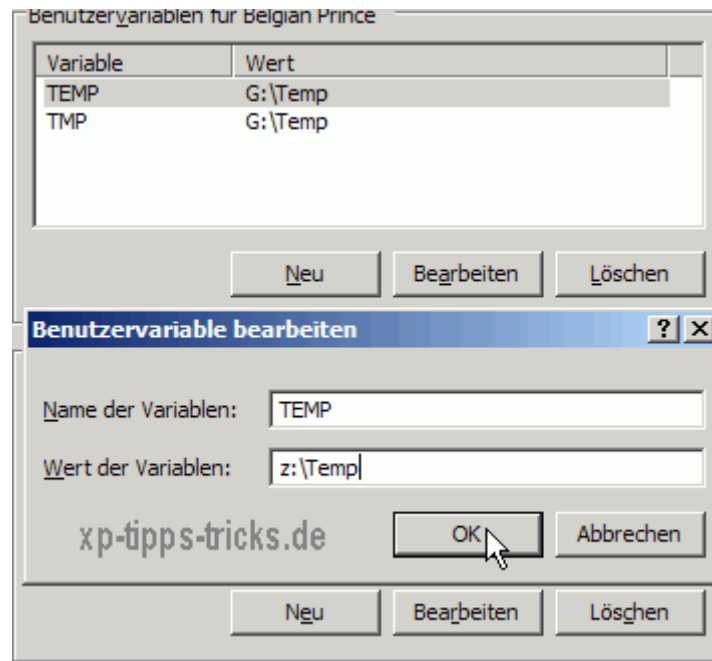 Benutzervariablen für Belgian Prince
Variable Wert
TEMP G:\Temp
TMP G:\Temp
Neu Bearbeiten Löschen
Benutzervariable bearbeiten
Name der Variablen: TEMP
Wert der Variablen: z:\Temp
xp-tipps-tricks.de OK Abbrechen
Neu Bearbeiten Löschen